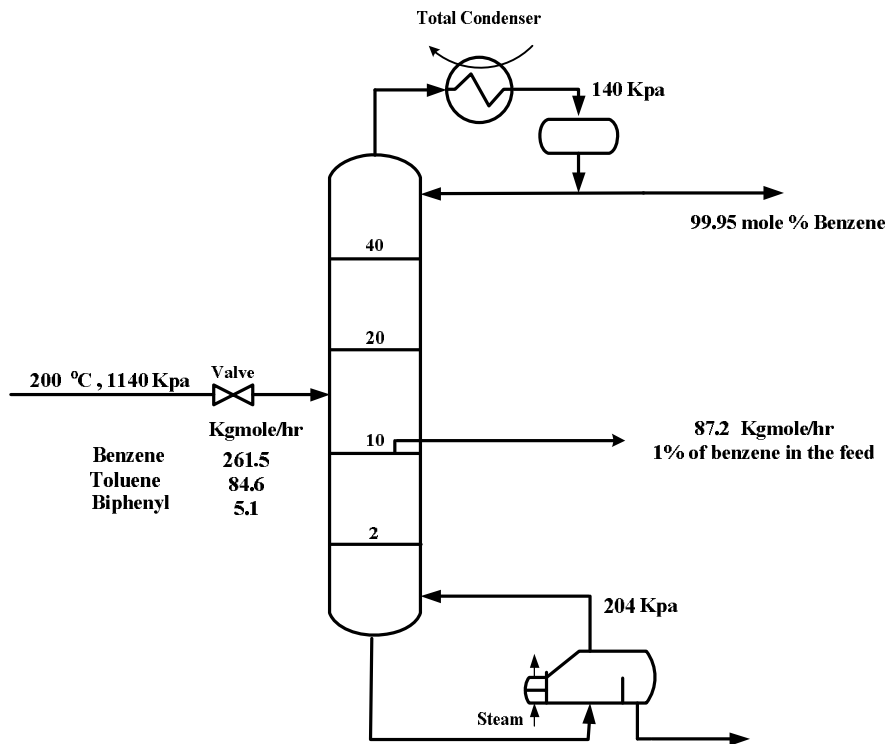 Total Condenser
140 Kpa
99.95 mole % Benzene
40
20
200 °C , 1140 Kpa
Valve
Kgmole/hr
Benzene 261.5
Toluene 84.6
Biphenyl 5.1
10
87.2 Kgmole/hr
1% of benzene in the feed
2
204 Kpa
Steam